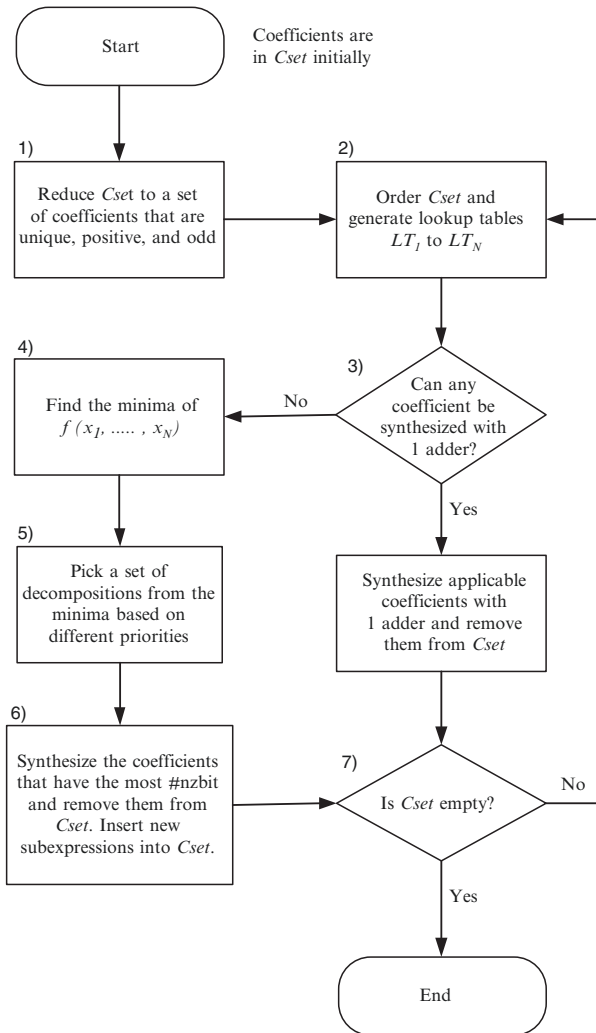 Start
Coefficients are
in Cset initially
1)
Reduce Cset to a set
of coefficients that are
unique, positive, and odd
2)
Order Cset and
generate lookup tables
LT1 to LTN
3)
Can any
coefficient be
synthesized with
1 adder?
No
Yes
4)
Find the minima of
f (x1, ..... , xN)
5)
Pick a set of
decompositions from the
minima based on
different priorities
Synthesize applicable
coefficients with
1 adder and remove
them from Cset
6)
Synthesize the coefficients
that have the most #nzbit
and remove them from
Cset. Insert new
subexpressions into Cset.
7)
Is Cset empty?
No
Yes
End